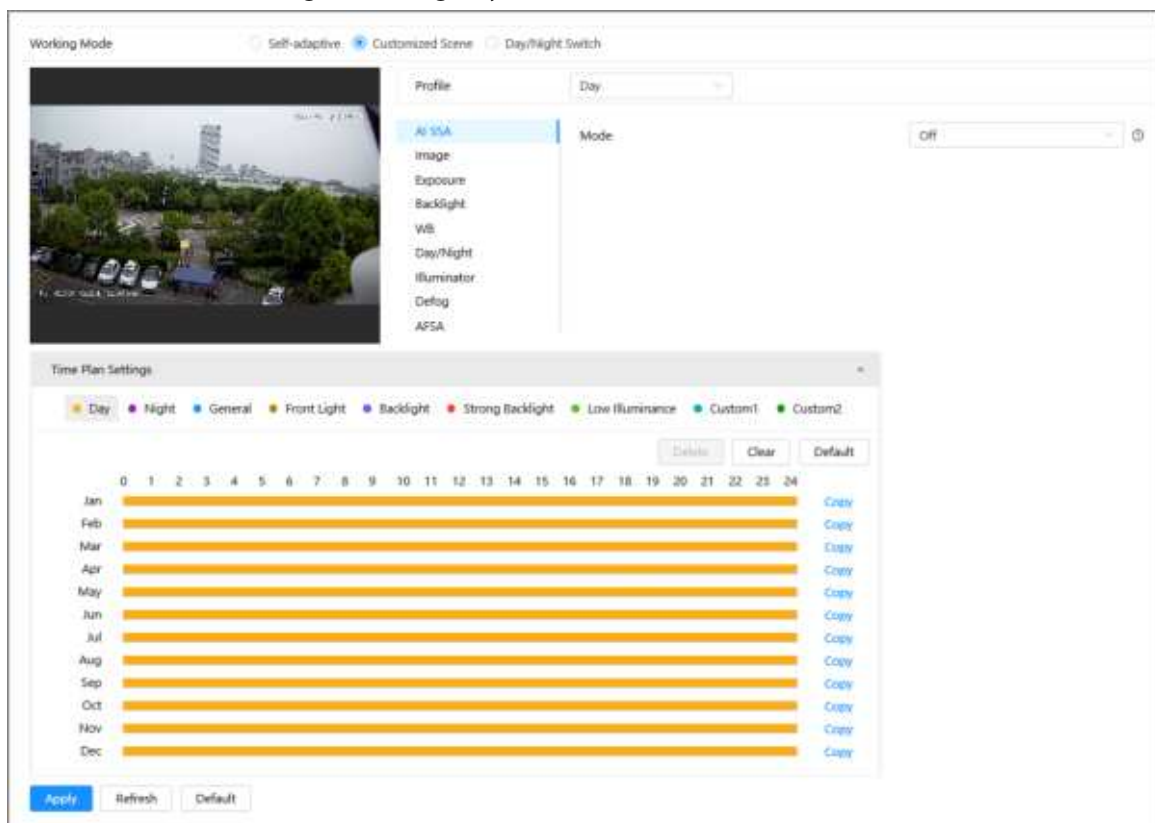 Working Mode Self-adaptive Customized Scene Day/Night Switch
Profile Day
AI SSA Mode Off
Image
Exposure
Backlight
WB
Day/Night
Illuminator
Defog
AFSA
Time Plan Settings
Day Night General Front Light Backlight Strong Backlight Low Illuminance Custom1 Custom2
Delete Clear Default
0 1 2 3 4 5 6 7 8 9 10 11 12 13 14 15 16 17 18 19 20 21 22 23 24
Jan Copy
Feb Copy
Mar Copy
Apr Copy
May Copy
Jun Copy
Jul Copy
Aug Copy
Sep Copy
Oct Copy
Nov Copy
Dec Copy
Apply Refresh Default